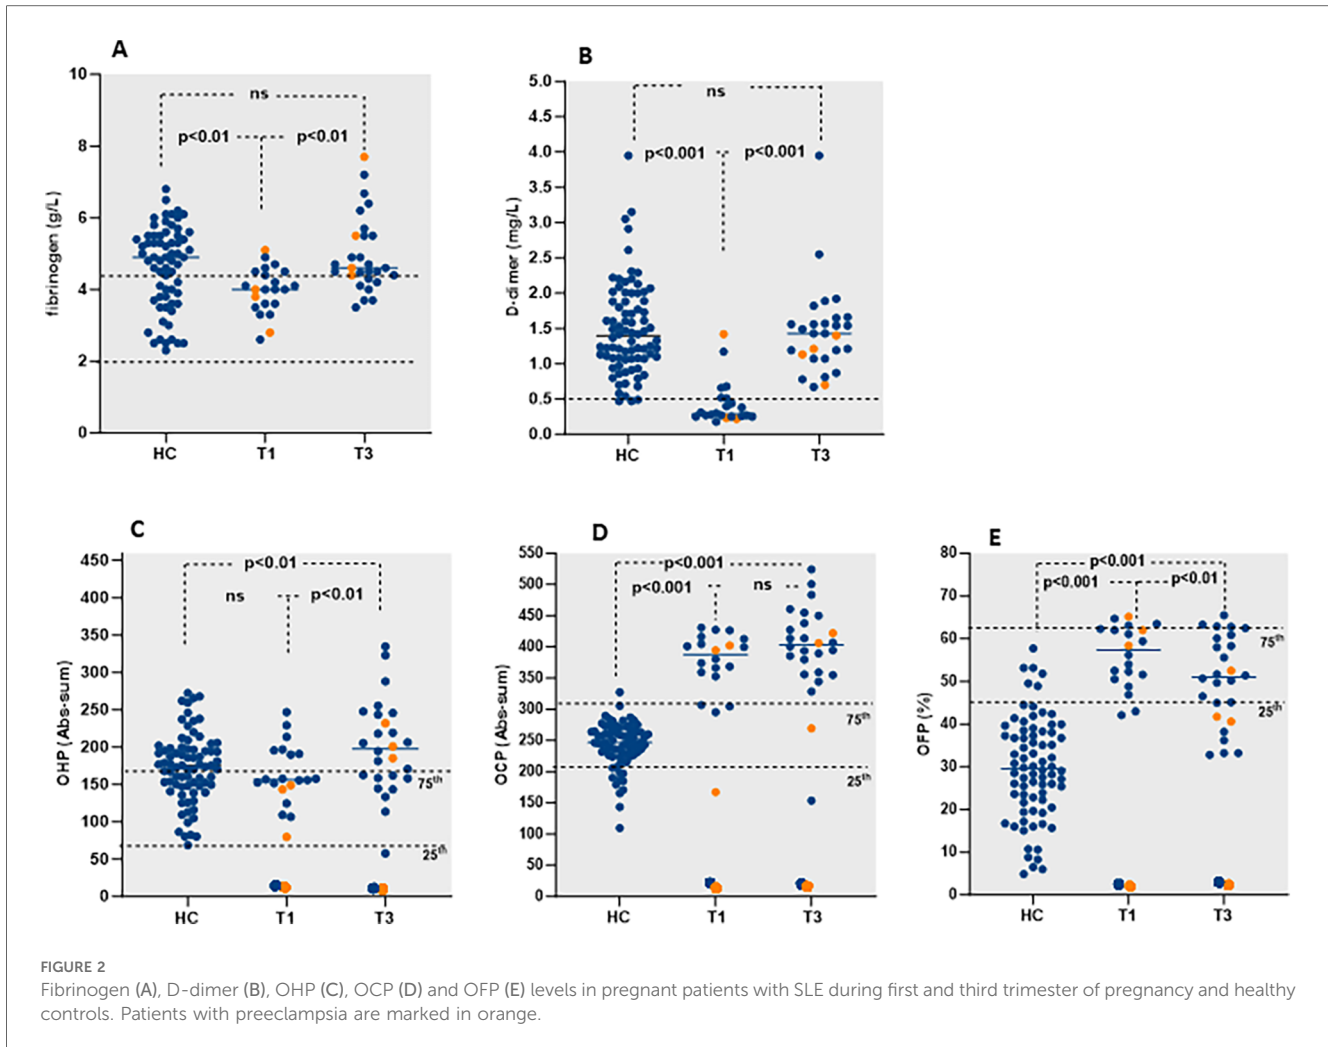 A
10
8
6
4
2
0
fibrinogen (g/L)
ns
p<0.01 p<0.01
HC T1 T3
B
5.0
4.5
4.0
3.5
3.0
2.5
2.0
1.5
1.0
0.5
0.0
D-dimer (mg/L)
ns
p<0.001 p<0.001
HC T1 T3
C
450
400
350
300
250
200
150
100
50
0
OHP (Abs-sum)
p<0.01
ns p<0.01
75th
25th
HC T1 T3
D
550
500
450
400
350
300
250
200
150
100
50
0
OCP (Abs-sum)
p<0.001
p<0.001 ns
75th
25th
HC T1 T3
E
80
70
60
50
40
30
20
10
0
OFP (%)
p<0.001
p<0.001 p<0.01
75th
25th
HC T1 T3
FIGURE 2
Fibrinogen (A), D-dimer (B), OHP (C), OCP (D) and OFP (E) levels in pregnant patients with SLE during first and third trimester of pregnancy and healthy
controls. Patients with preeclampsia are marked in orange.